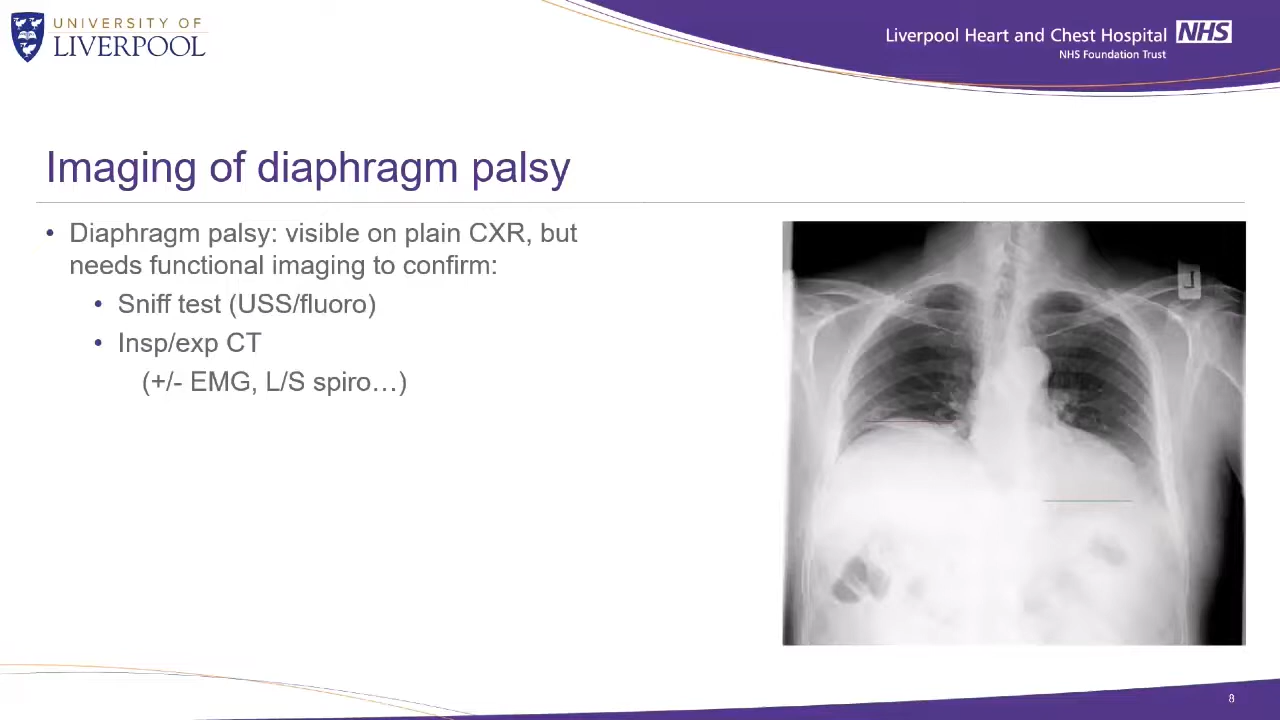 UNIVERSITY OF
LIVERPOOL
Liverpool Heart and Chest Hospital NHS
NHS Foundation Trust
Imaging of diaphragm palsy
• Diaphragm palsy: visible on plain CXR, but
needs functional imaging to confirm:
• Sniff test (USS/fluoro)
• Insp/exp CT
(+/- EMG, L/S spiro…)
L
8